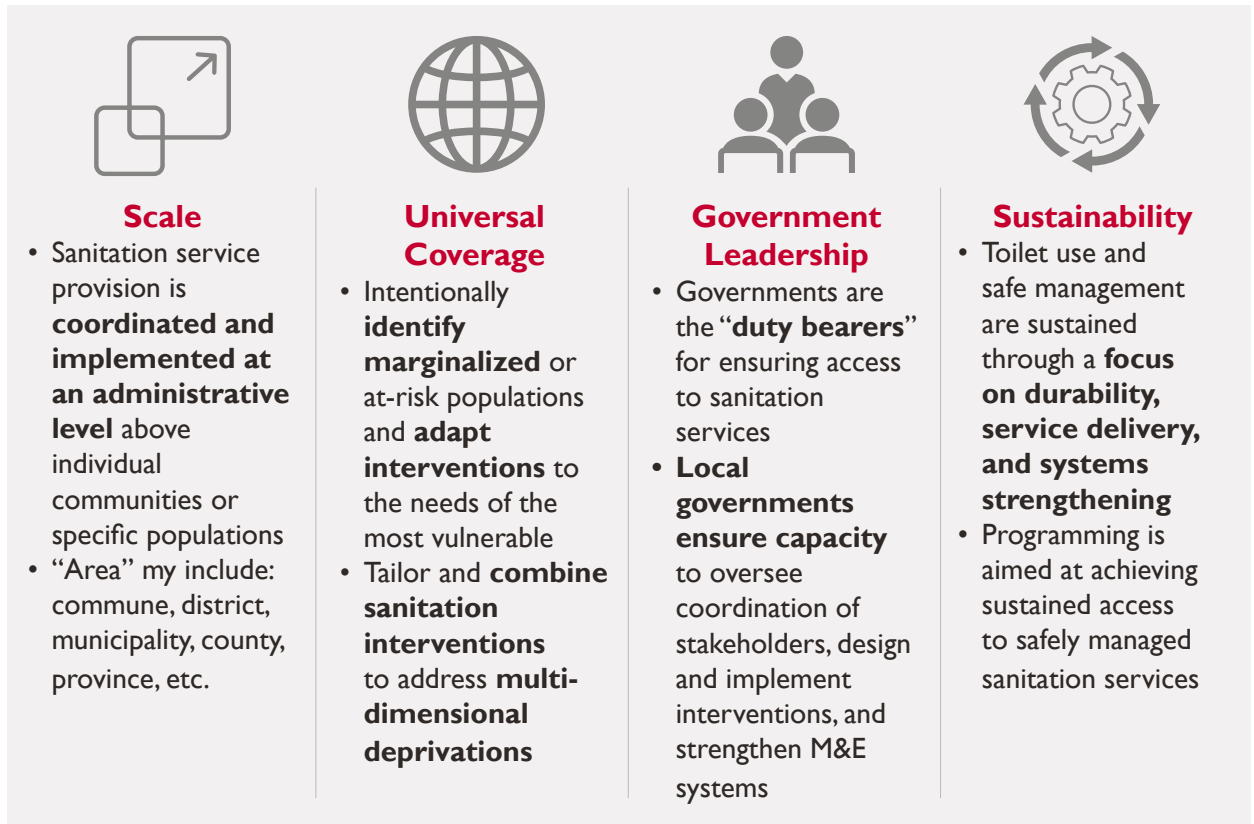 Scale
• Sanitation service
provision is
coordinated and
implemented at
an administrative
level above
individual
communities or
specific populations
• “Area” my include:
commune, district,
municipality, county,
province, etc.
Universal
Coverage
• Intentionally
identify
marginalized or
at-risk populations
and adapt
interventions to
the needs of the
most vulnerable
• Tailor and combine
sanitation
interventions
to address multi-
dimensional
deprivations
Government
Leadership
• Governments are
the “duty bearers”
for ensuring access
to sanitation
services
• Local
governments
ensure capacity
to oversee
coordination of
stakeholders, design
and implement
interventions, and
strengthen M&E
systems
Sustainability
• Toilet use and
safe management
are sustained
through a focus
on durability,
service delivery,
and systems
strengthening
• Programming is
aimed at achieving
sustained access
to safely managed
sanitation services